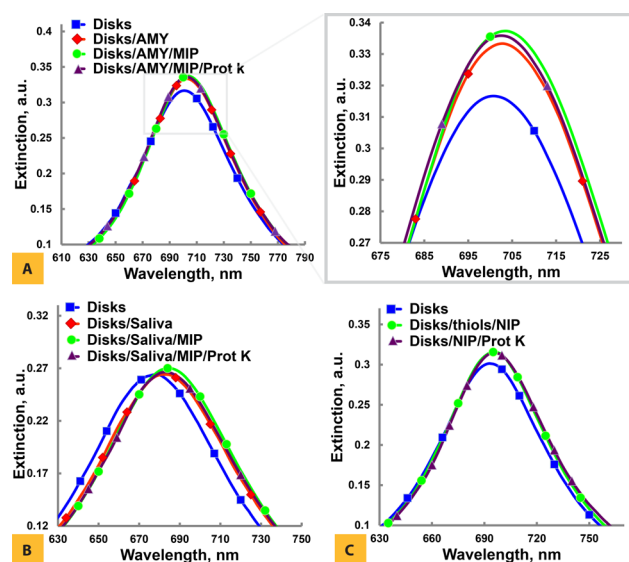 Disks
Disks/AMY
Disks/AMY/MIP
Disks/AMY/MIP/Prot k
Extinction, a.u.
0.4
0.35
0.3
0.25
0.2
0.15
0.1
610 630 650 670 690 710 730 750 770 790
Wavelength, nm
A
Extinction, a.u.
0.34
0.33
0.32
0.31
0.3
0.29
0.28
0.27
675 685 695 705 715 725
Wavelength, nm
Disks
Disks/Saliva
Disks/Saliva/MIP
Disks/Saliva/MIP/Prot K
Extinction, a.u.
0.27
0.22
0.17
0.12
630 650 670 690 710 730 750
Wavelength, nm
B
Disks
Disks/thiols/NIP
Disks/NIP/Prot K
Extinction, a.u.
0.35
0.3
0.25
0.2
0.15
0.1
630 660 690 720 750
Wavelength, nm
C